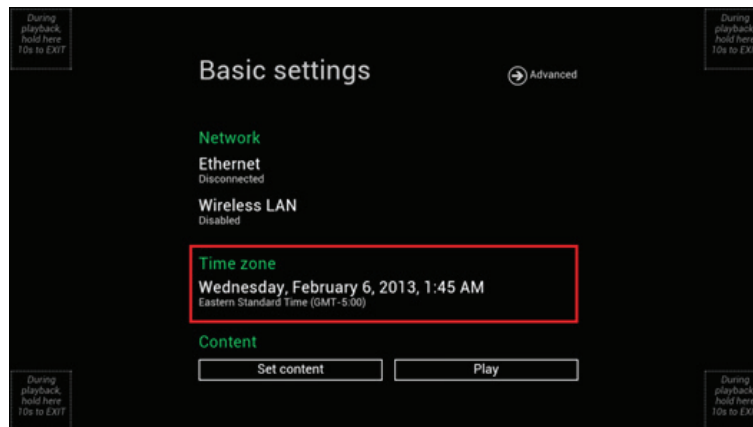 During
playback,
hold here
10s to EXIT
During
playback
hold here
10s to EXI
Basic settings
Advanced
Network
Ethernet
Disconnected
Wireless LAN
Disabled
Time zone
Wednesday, February 6, 2013, 1:45 AM
Eastern Standard Time (GMT-5:00)
Content
Set content
Play
During
playback,
hold here
10s to EXIT
During
playback
hold here
10s to EXI